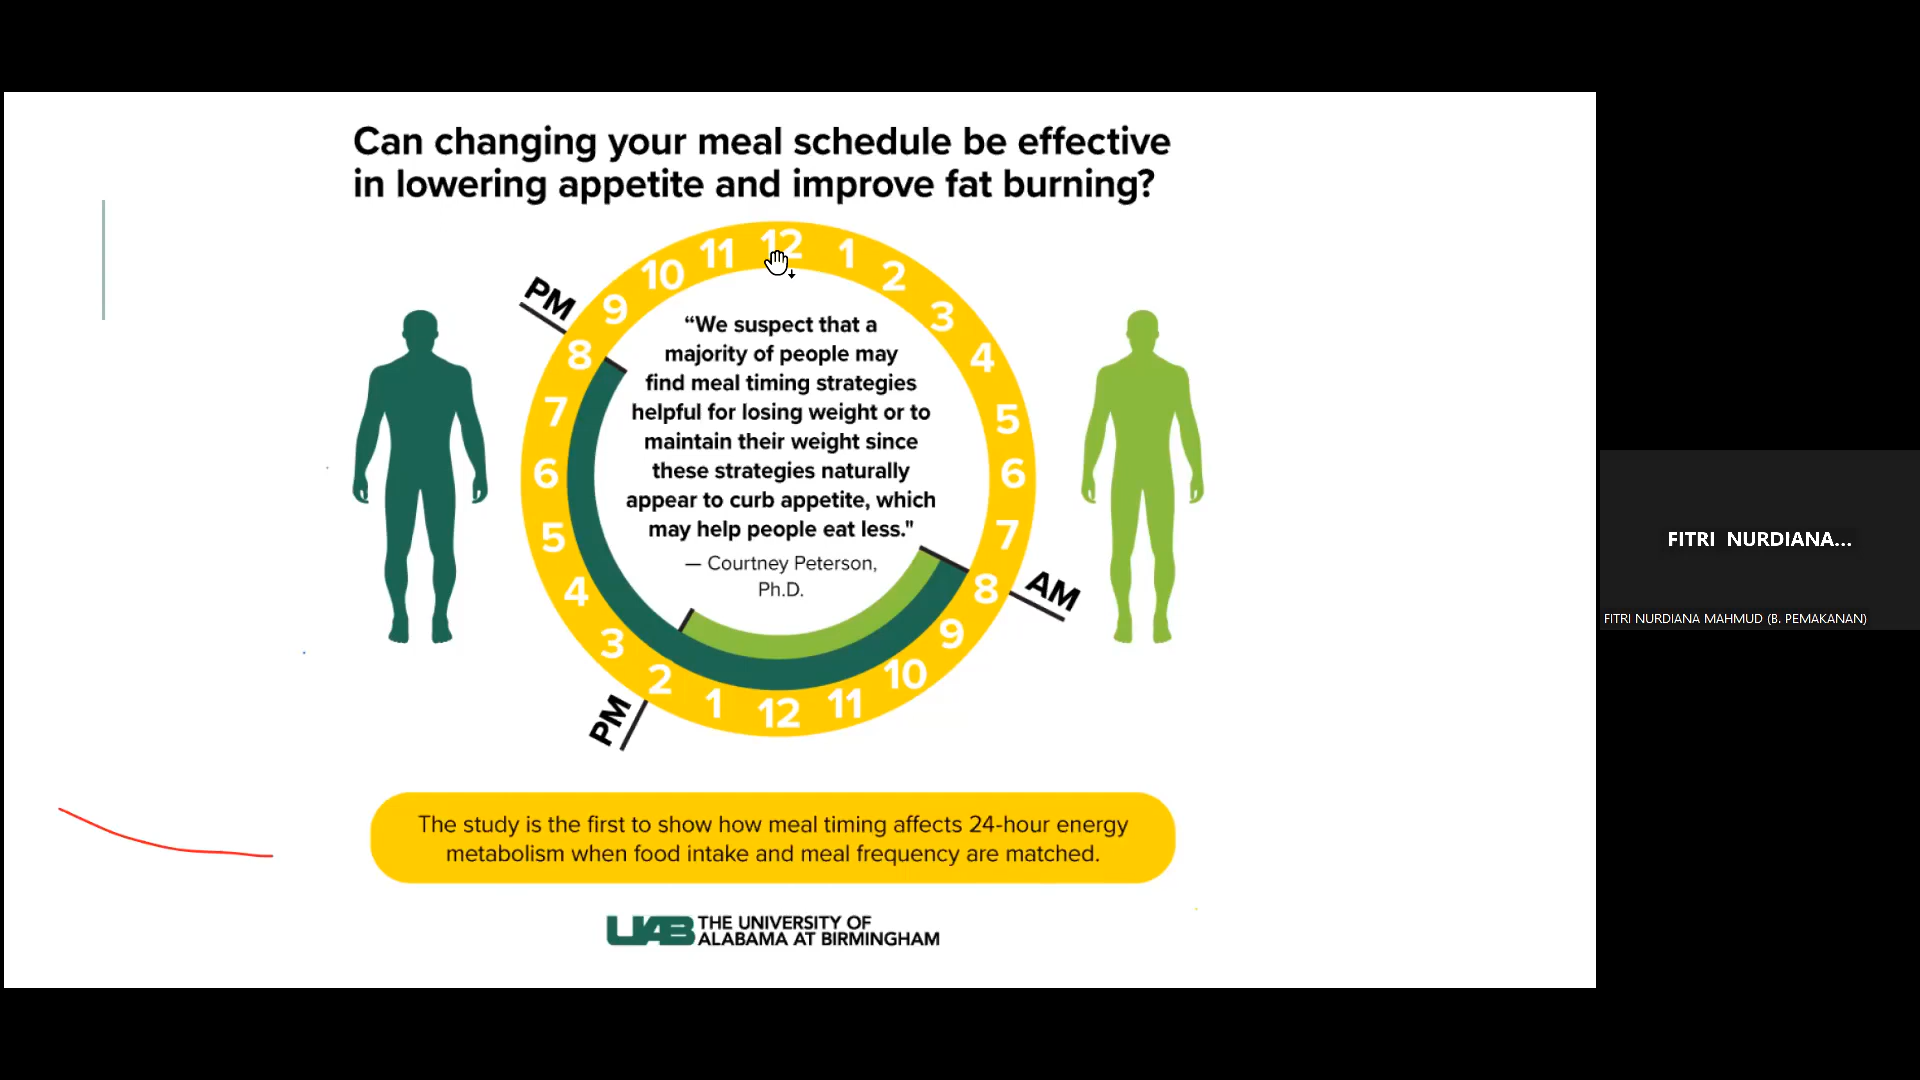 Can changing your meal schedule be effective
in lowering appetite and improve fat burning?
11 12 1
10 2
9 3
PM
8 4
7 5
6 6
5 7
4 8
AM
3 9
2 10
1 12 11
PM
“We suspect that a
majority of people may
find meal timing strategies
helpful for losing weight or to
maintain their weight since
these strategies naturally
appear to curb appetite, which
may help people eat less."
— Courtney Peterson,
Ph.D.
The study is the first to show how meal timing affects 24-hour energy
metabolism when food intake and meal frequency are matched.
UAB THE UNIVERSITY OF
ALABAMA AT BIRMINGHAM
FITRI NURDIANA...
FITRI NURDIANA MAHMUD (B. PEMAKANAN)